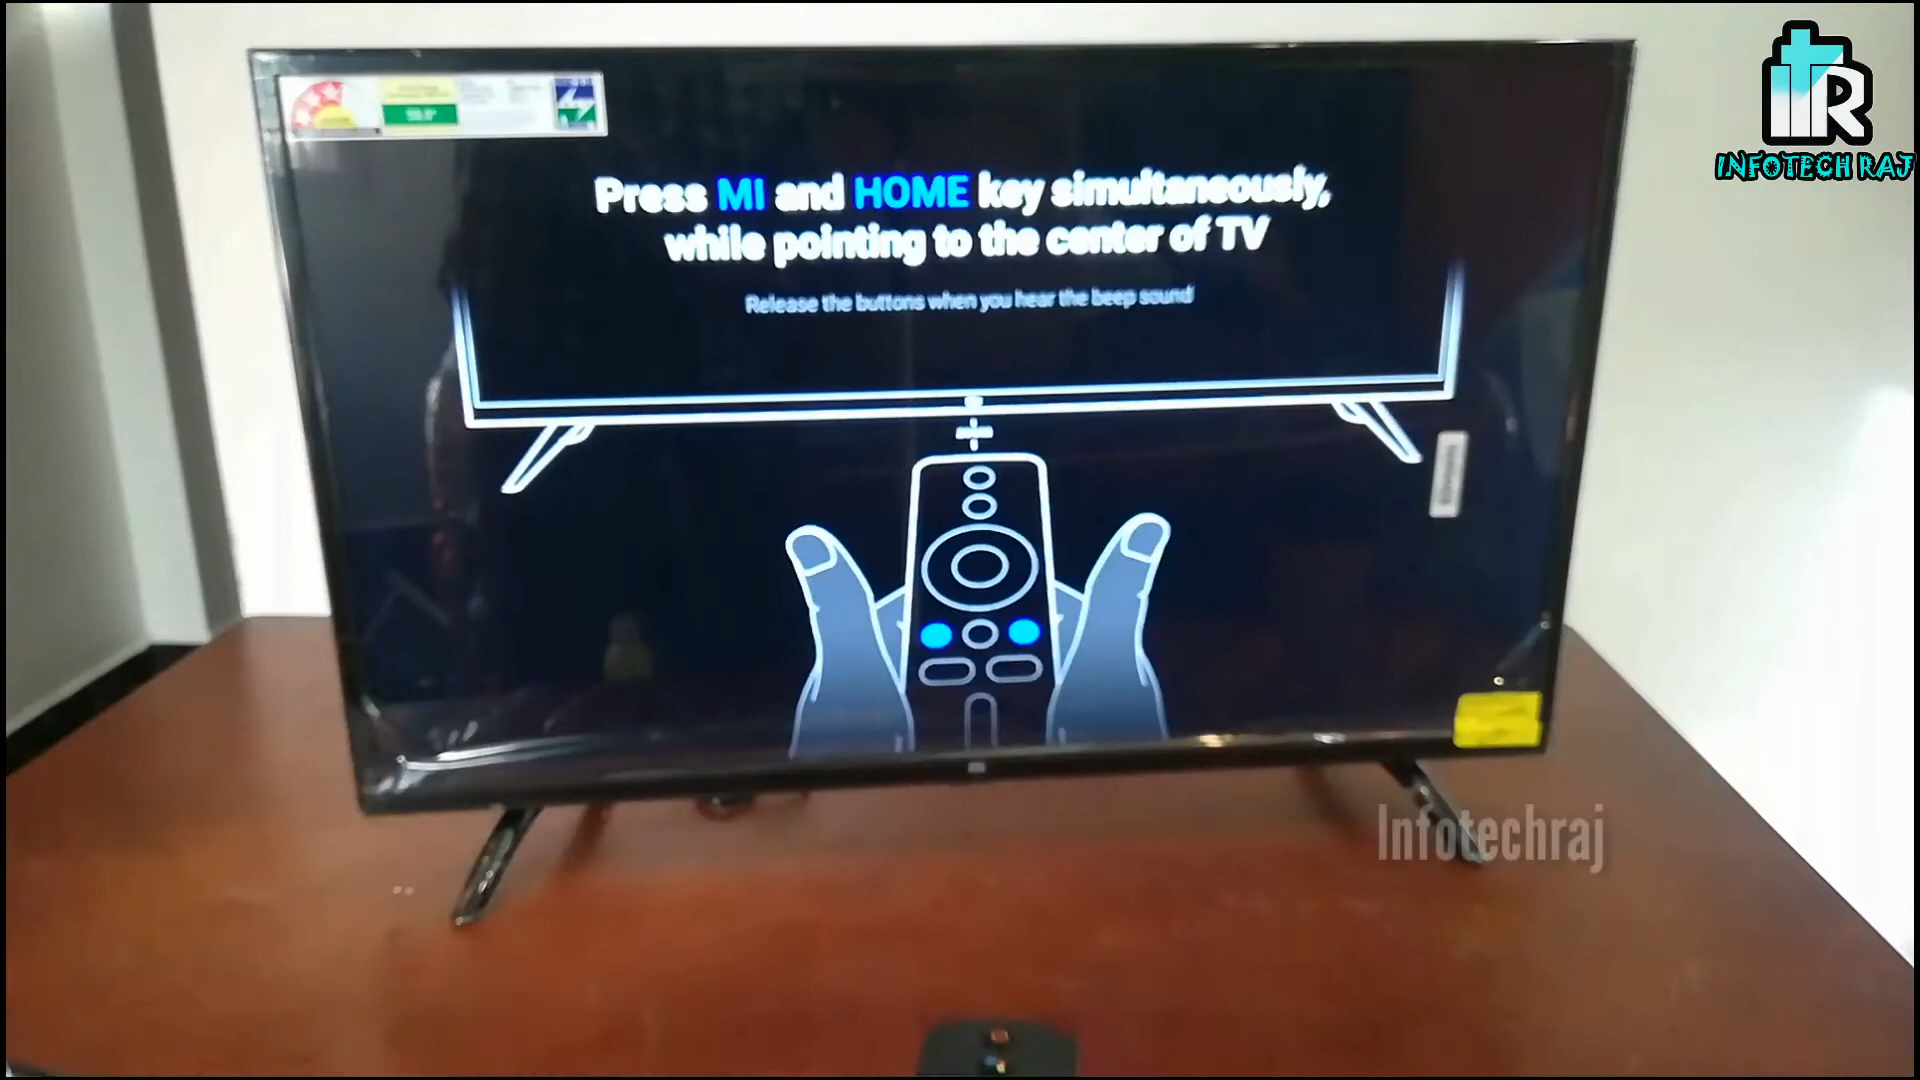 Press MI and HOME key simultaneously,
while pointing to the center of TV
Release the buttons when you hear the beep sound
ITR
INFOTECH RAJ
Infotechraj